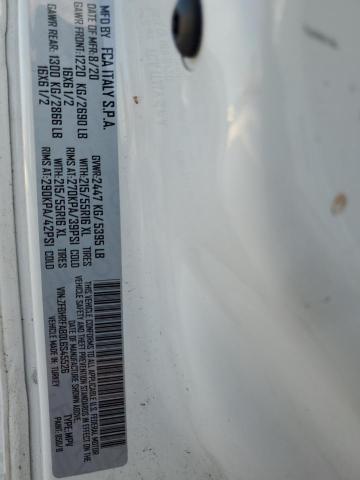 MFD BY: FCA ITALY S.P.A.
DATE OF MFR: 8/20 GVWR: 2447 KG/ 5395 LB
GAWR FRONT: 1220 KG/2690 LB WITH: 215/55R16 XL TIRES
16X6 1/2 RIMS AT: 270KPA/39PSI COLD
GAWR REAR: 1300 KG/2866 LB WITH: 215/55R16 XL TIRES
16X6 1/2 RIMS AT: 290KPA/42PSI COLD
THIS VEHICLE CONFORMS TO ALL APPLICABLE U.S. FEDERAL MOTOR
VEHICLE SAFETY, BUMPER, AND THEFT PREVENTION STANDARDS IN EFFECT
ON THE DATE OF MANUFACTURE SHOWN ABOVE.
VIN: TYPE: MPV
VEHICLE MADE IN: TURKEY PAINT: